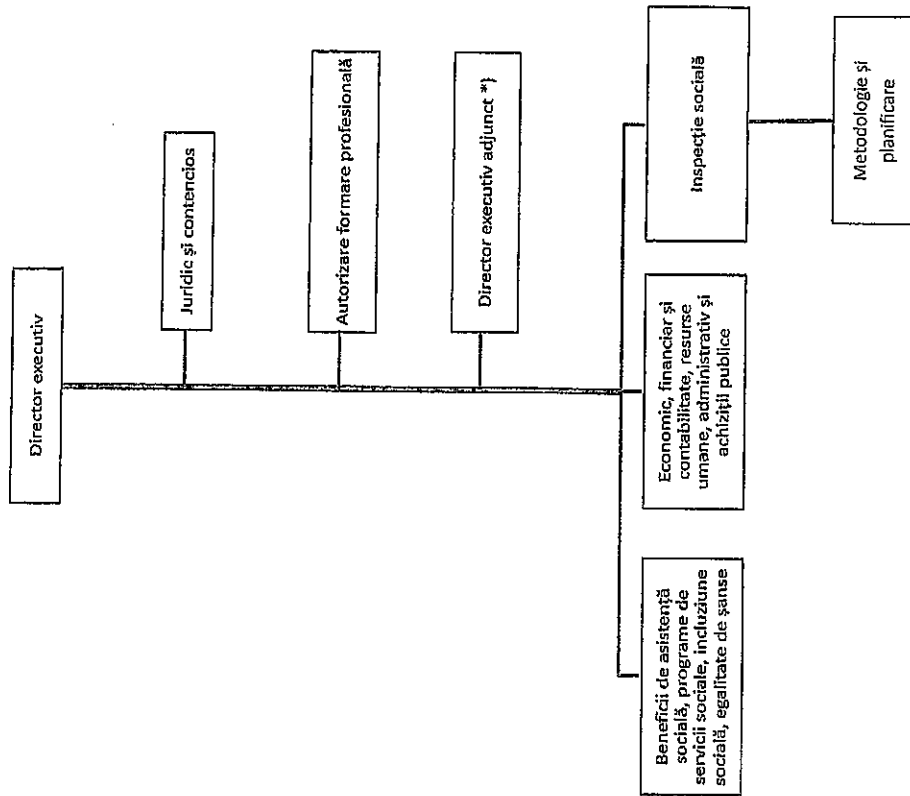 Director executiv
Juridic și contencios
Autorizare formare profesională
Director executiv adjunct *)
Beneficii de asistență
socială, programe de
servicii sociale, incluziune
socială, egalitate de șanse
Economic, financiar și
contabilitate, resurse
umane, administrativ și
achiziții publice
Inspecție socială
Metodologie și
planificare